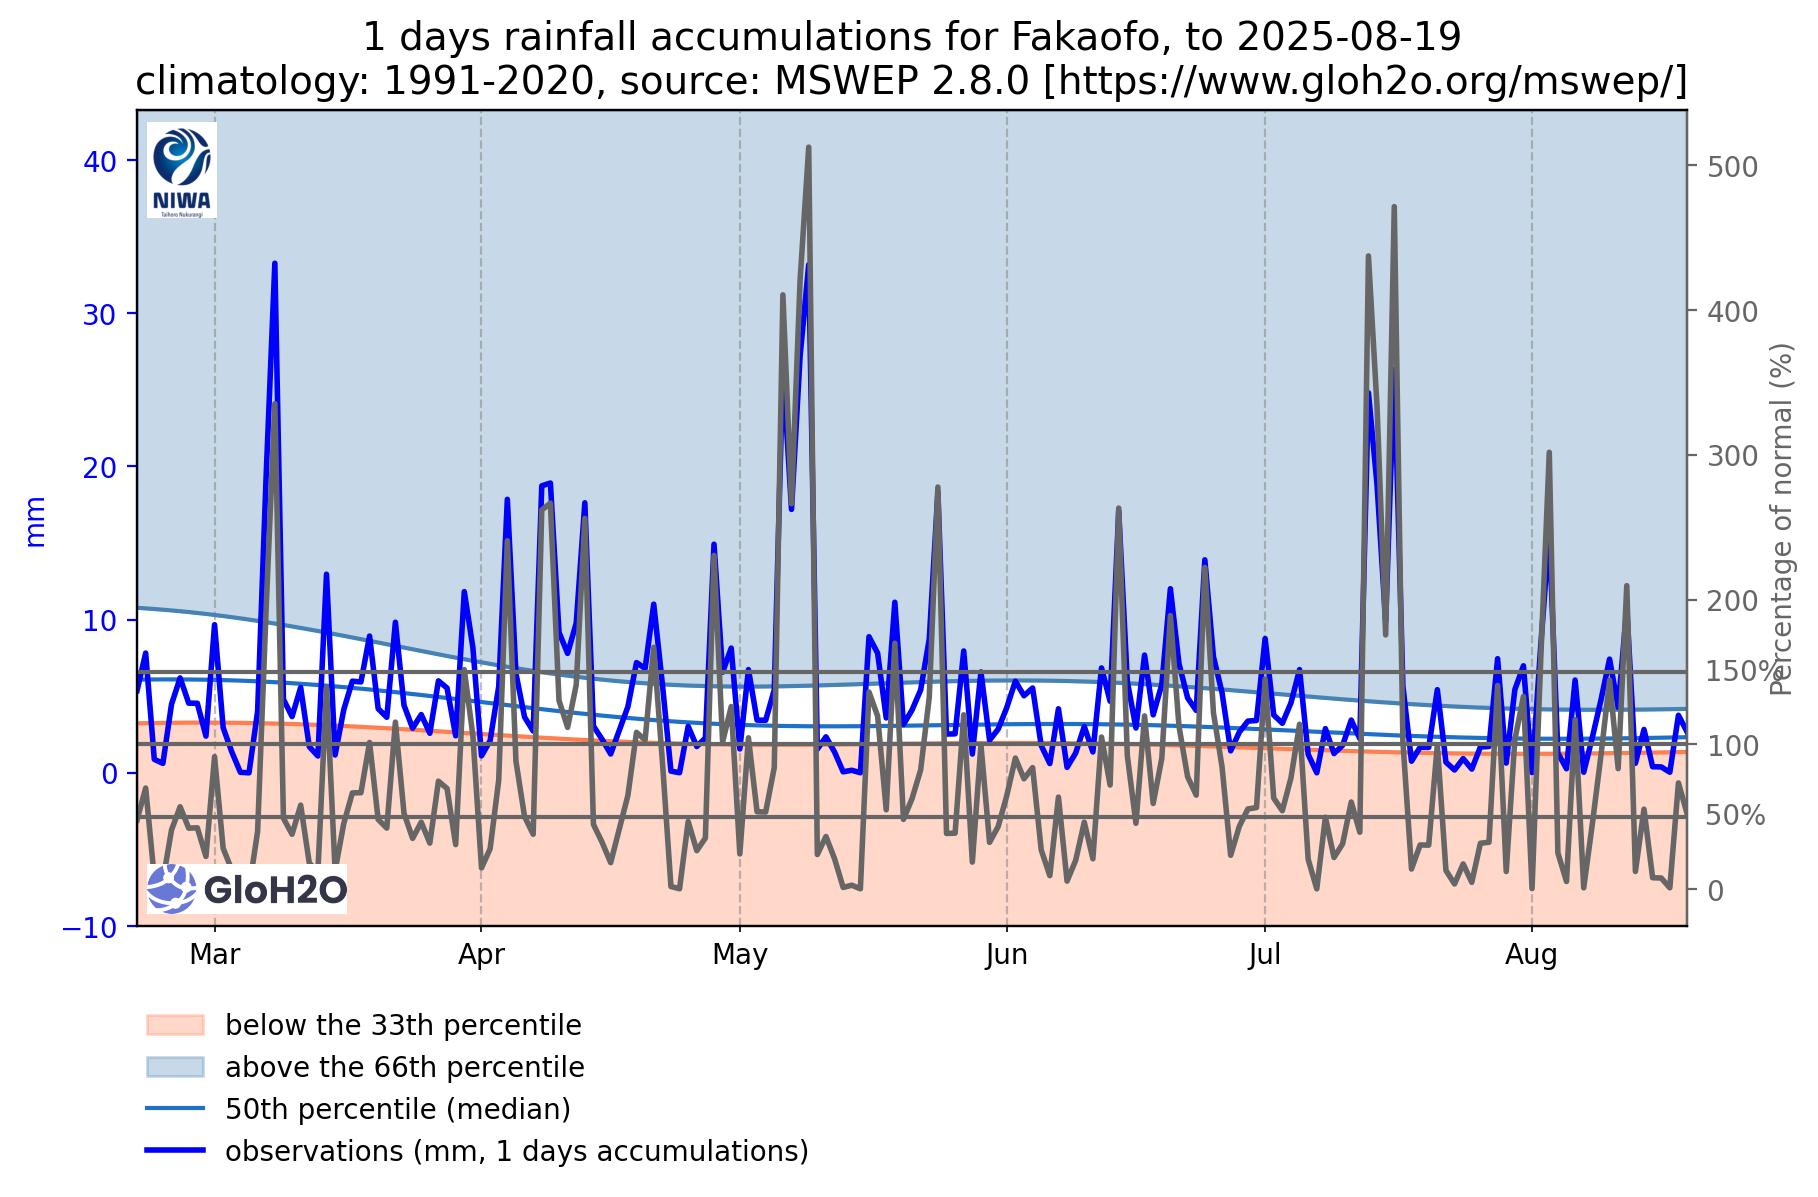 1 days rainfall accumulations for Fakaofo, to 2025-08-19
climatology: 1991-2020, source: MSWEP 2.8.0 [https://www.gloh2o.org/mswep/]
NIWA
Taihoro Nukurangi
40
30
20
10
0
−10
mm
500
400
300
200
150%
100
50%
0
Percentage of normal (%)
GloH2O
Mar
Apr
May
Jun
Jul
Aug
below the 33th percentile
above the 66th percentile
50th percentile (median)
observations (mm, 1 days accumulations)